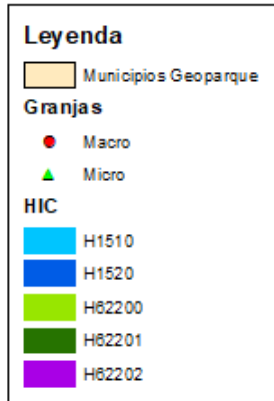 Leyenda
Municipios Geoparque
Granjas
Macro
Micro
HIC
H1510
H1520
H62200
H62201
H62202